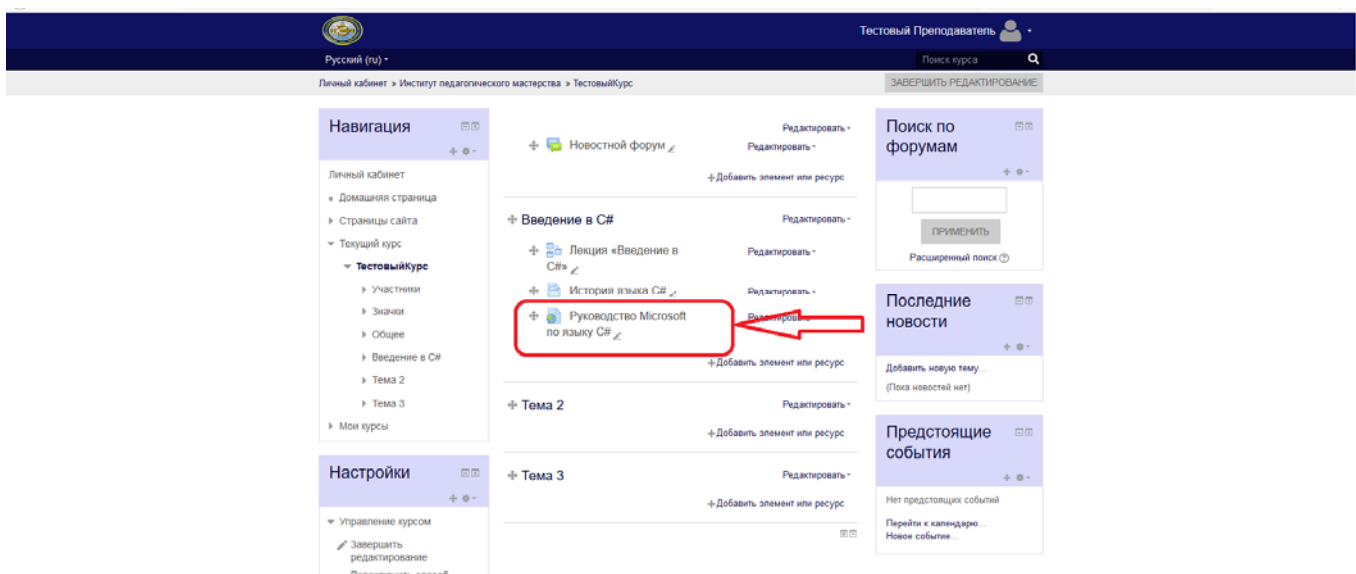 Тестовый Преподаватель
Русский (ru)
Поиск курса
Личный кабинет » Институт педагогического мастерства » ТестовыйКурс
ЗАВЕРШИТЬ РЕДАКТИРОВАНИЕ
Навигация
Личный кабинет
Домашняя страница
Страницы сайта
Текущий курс
ТестовыйКурс
Участники
Значки
Общее
Введение в C#
Тема 2
Тема 3
Мои курсы
Настройки
Управление курсом
Завершить
редактирование
Редактировать
Новостной форум
Редактировать
Добавить элемент или ресурс
Введение в C#
Редактировать
Лекция «Введение в
C#»
Редактировать
История языка C#
Редактировать
Руководство Microsoft
по языку C#
Редактировать
Добавить элемент или ресурс
Тема 2
Редактировать
Добавить элемент или ресурс
Тема 3
Редактировать
Добавить элемент или ресурс
Поиск по
форумам
ПРИМЕНИТЬ
Расширенный поиск
Последние
новости
Добавить новую тему...
(Пока новостей нет)
Предстоящие
события
Нет предстоящих событий
Перейти к календарю...
Новое событие...